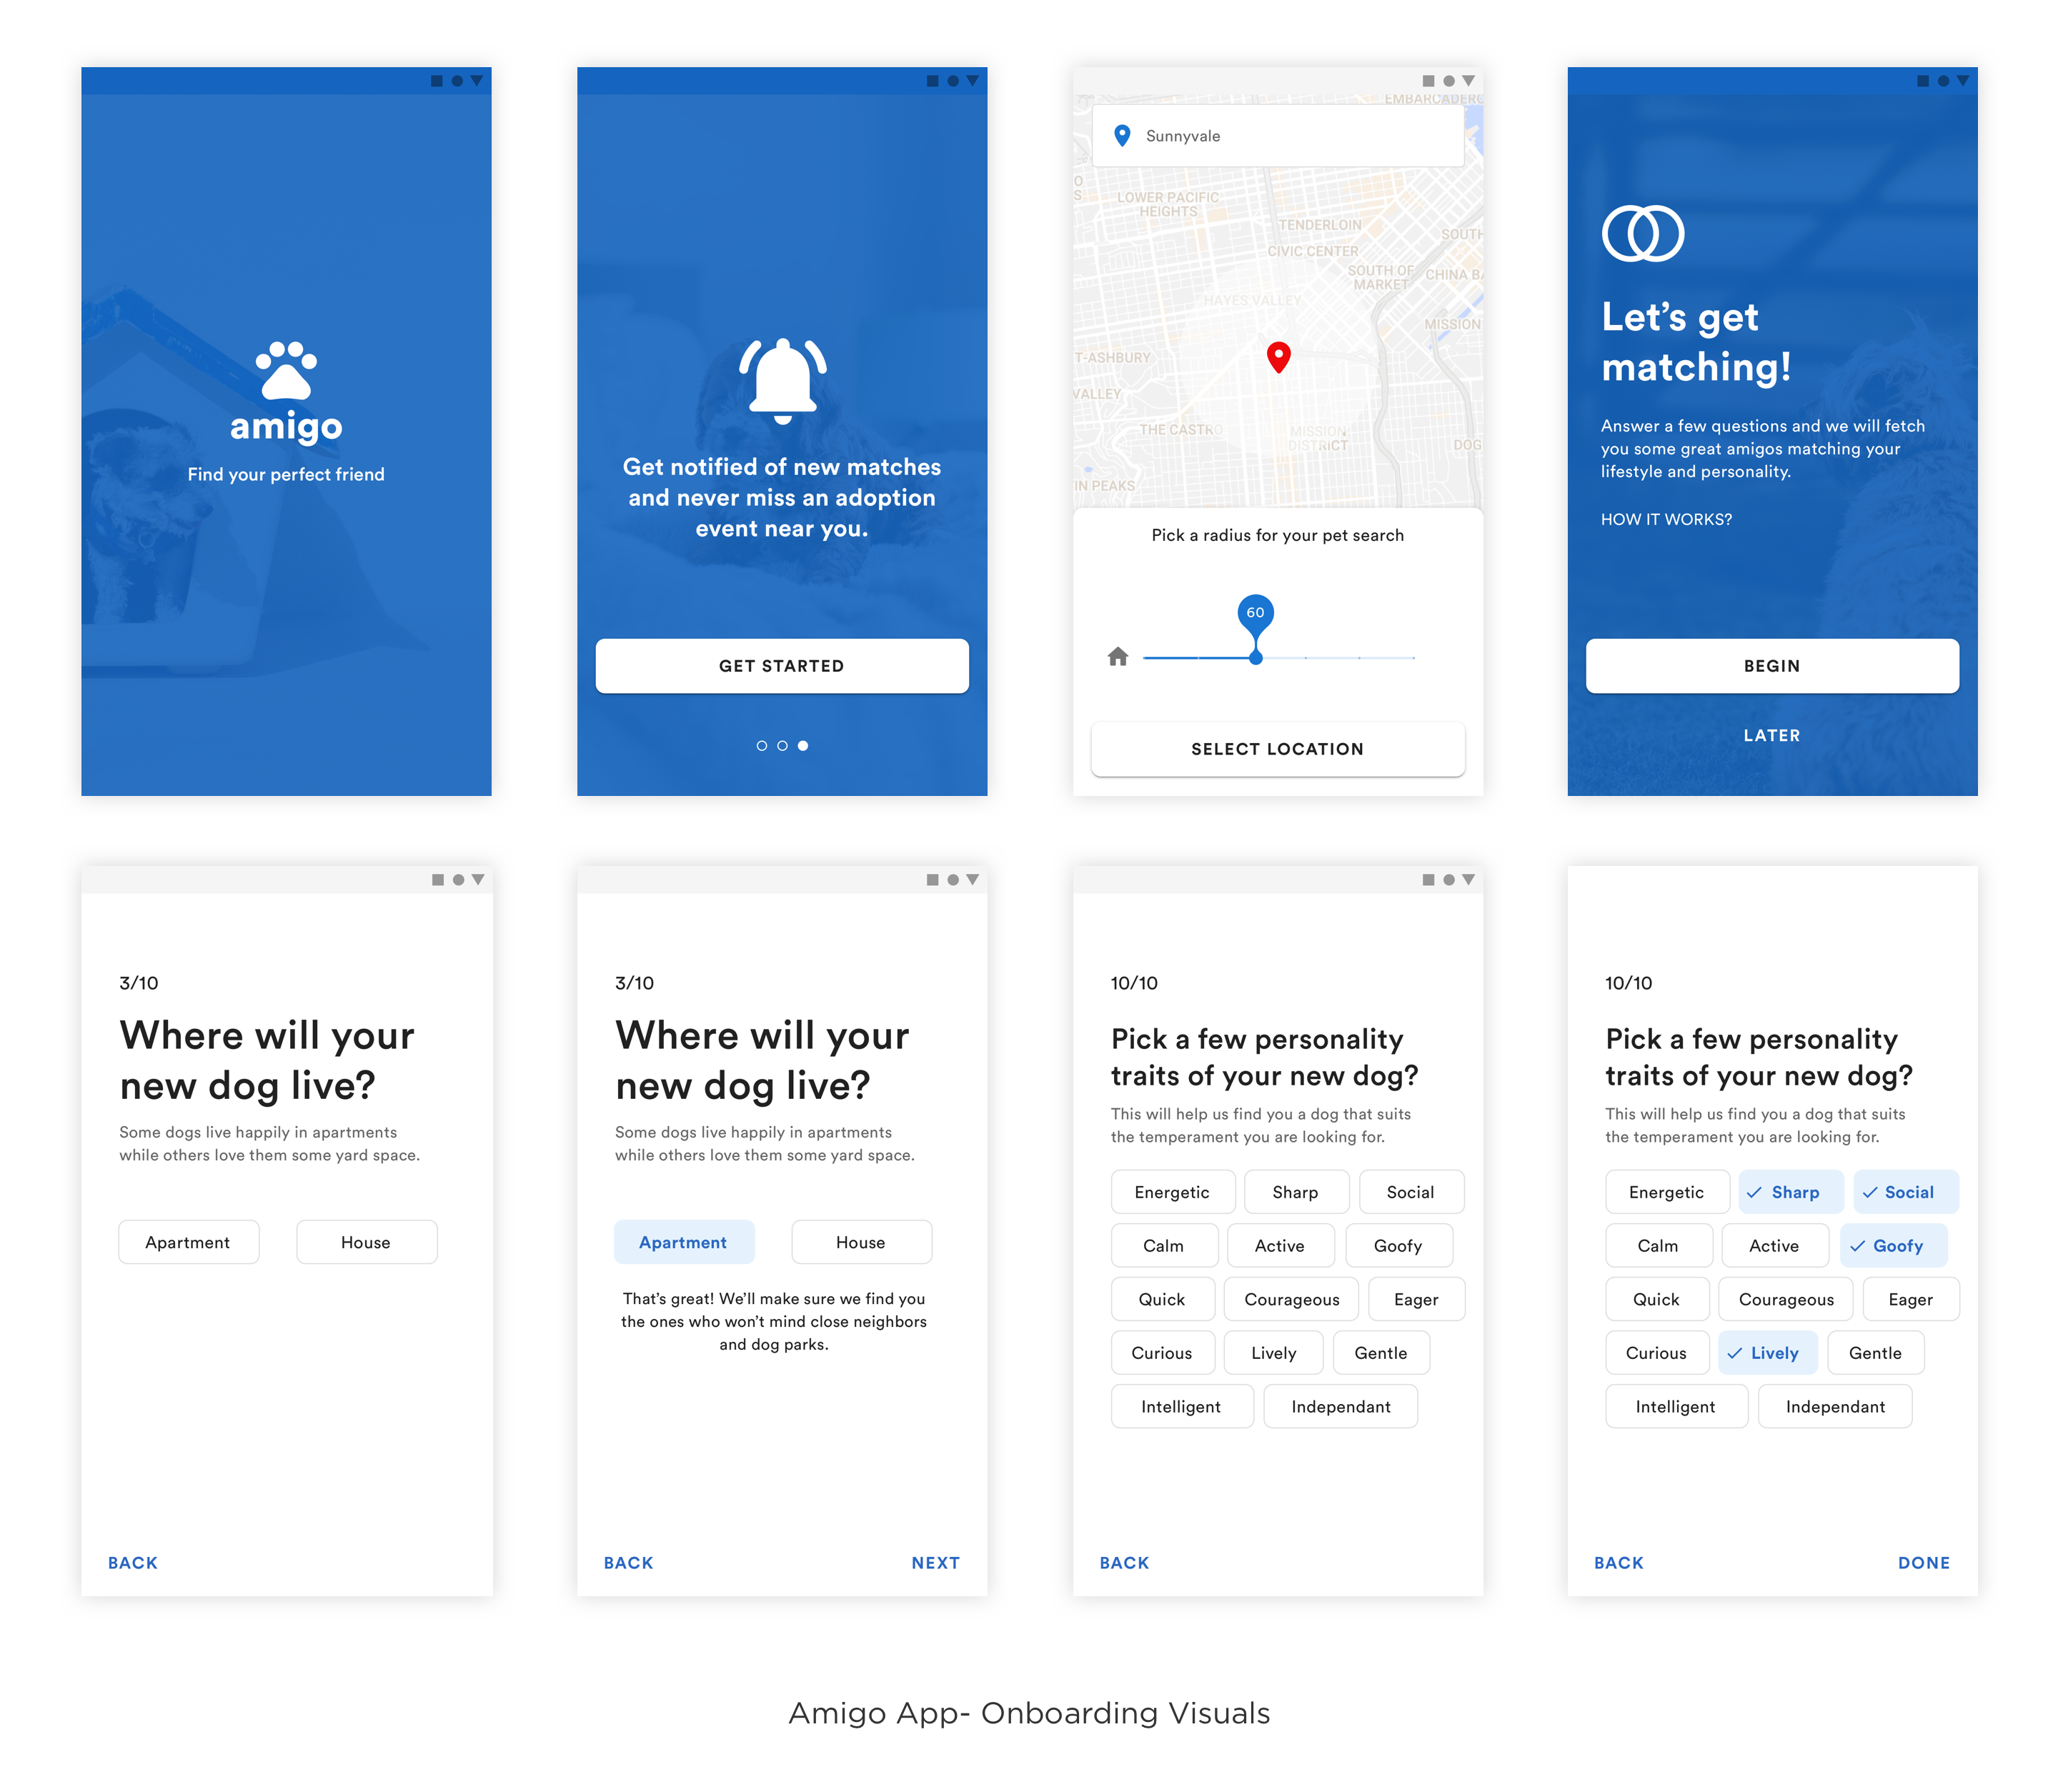 amigo
Find your perfect friend
Get notified of new matches
and never miss an adoption
event near you.
GET STARTED
EMBARCADERO
Sunnyvale
LOWER PACIFIC
HEIGHTS
TENDERLOIN
SOUTH
CIVIC CENTER
SOUTH OF
MARKET
CHINA BA
HAYES VALLEY
MISSION
T-ASHBURY
VALLEY
THE CASTRO
MISSION
DISTRICT
DOG
IN PEAKS
Pick a radius for your pet search
60
SELECT LOCATION
Let's get
matching!
Answer a few questions and we will fetch
you some great amigos matching your
lifestyle and personality.
HOW IT WORKS?
BEGIN
LATER
3/10
Where will your
new dog live?
Some dogs live happily in apartments
while others love them some yard space.
Apartment House
BACK
3/10
Where will your
new dog live?
Some dogs live happily in apartments
while others love them some yard space.
Apartment House
That's great! We'll make sure we find you
the ones who won't mind close neighbors
and dog parks.
BACK NEXT
10/10
Pick a few personality
traits of your new dog?
This will help us find you a dog that suits
the temperament you are looking for.
Energetic Sharp Social
Calm Active Goofy
Quick Courageous Eager
Curious Lively Gentle
Intelligent Independant
BACK
10/10
Pick a few personality
traits of your new dog?
This will help us find you a dog that suits
the temperament you are looking for.
Energetic Sharp Social
Calm Active Goofy
Quick Courageous Eager
Curious Lively Gentle
Intelligent Independant
BACK DONE
Amigo App- Onboarding Visuals